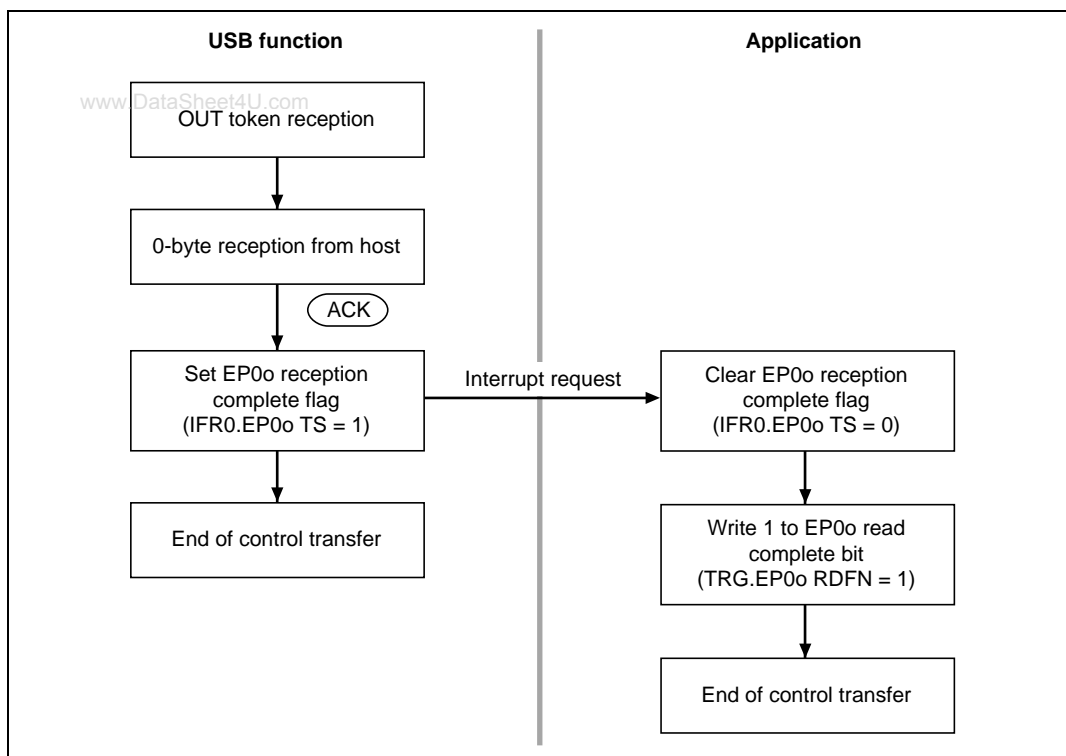 USB function
Application
www.DataSheet4U.com
OUT token reception
0-byte reception from host
ACK
Set EP0o reception
complete flag
(IFR0.EP0o TS = 1)
Interrupt request
Clear EP0o reception
complete flag
(IFR0.EP0o TS = 0)
End of control transfer
Write 1 to EP0o read
complete bit
(TRG.EP0o RDFN = 1)
End of control transfer